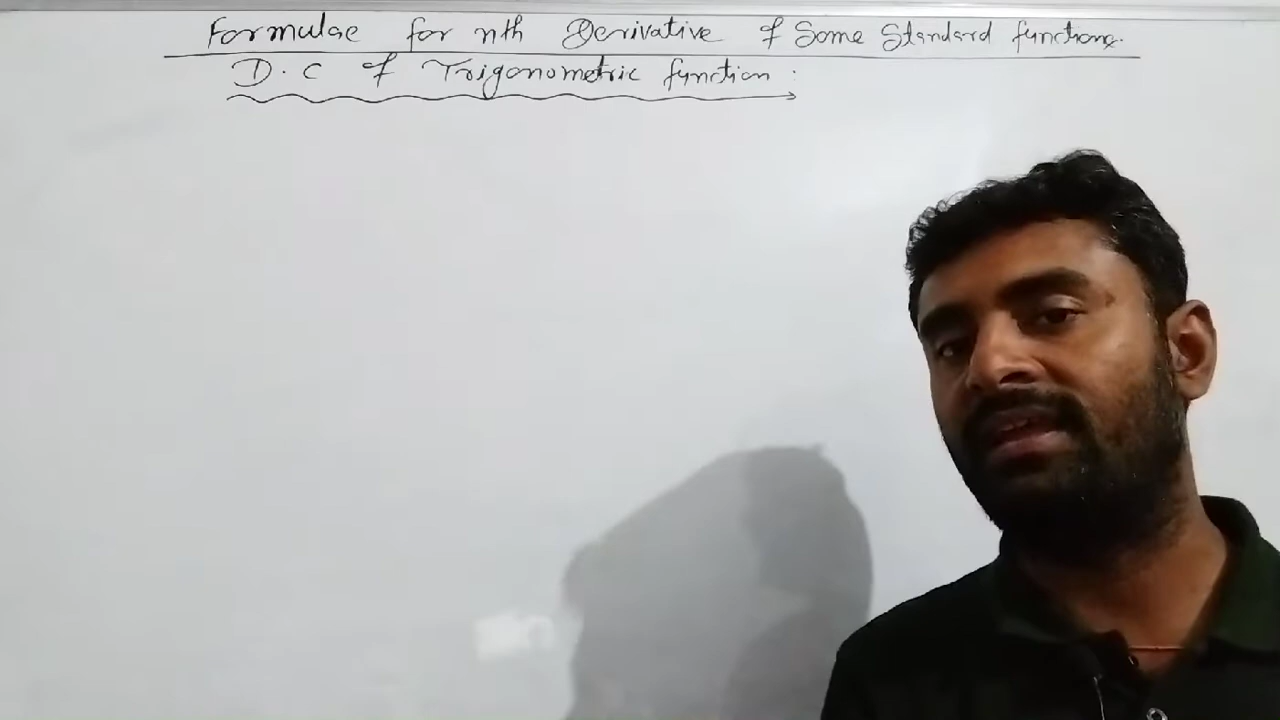 Formulae for nth Derivative of Some Standard functions.
D.C of Trigonometric function :